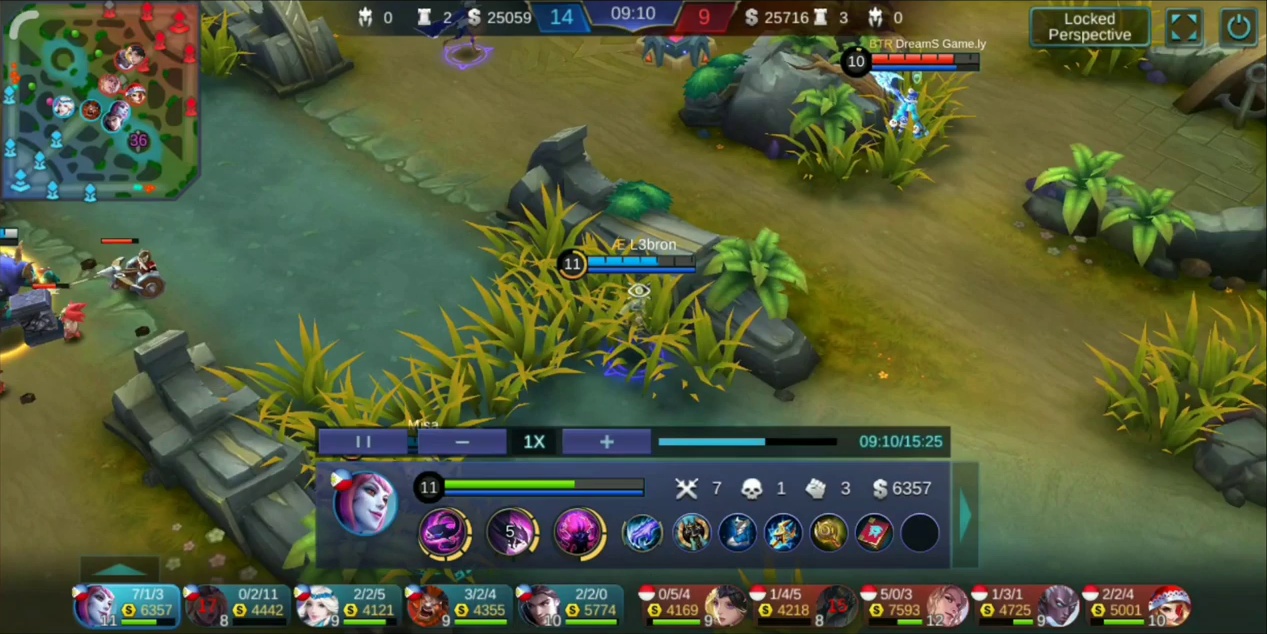 0 2 $ 25059 14 09:10 9 $ 25716 3 0
Locked
Perspective
BTR DreamS Game.ly
10
36
Æ L3bron
11
Misa
1X
09:10/15:25
11 7 1 3 $ 6357
5
7/1/3 0/2/11 2/2/5 3/2/4 2/2/0 0/5/4 1/4/5 5/0/3 1/3/1 2/2/4
17 13
6357 4442 4121 4355 5774 4169 4218 7593 4725 5001
11 8 9 9 10 9 8 12 9 10